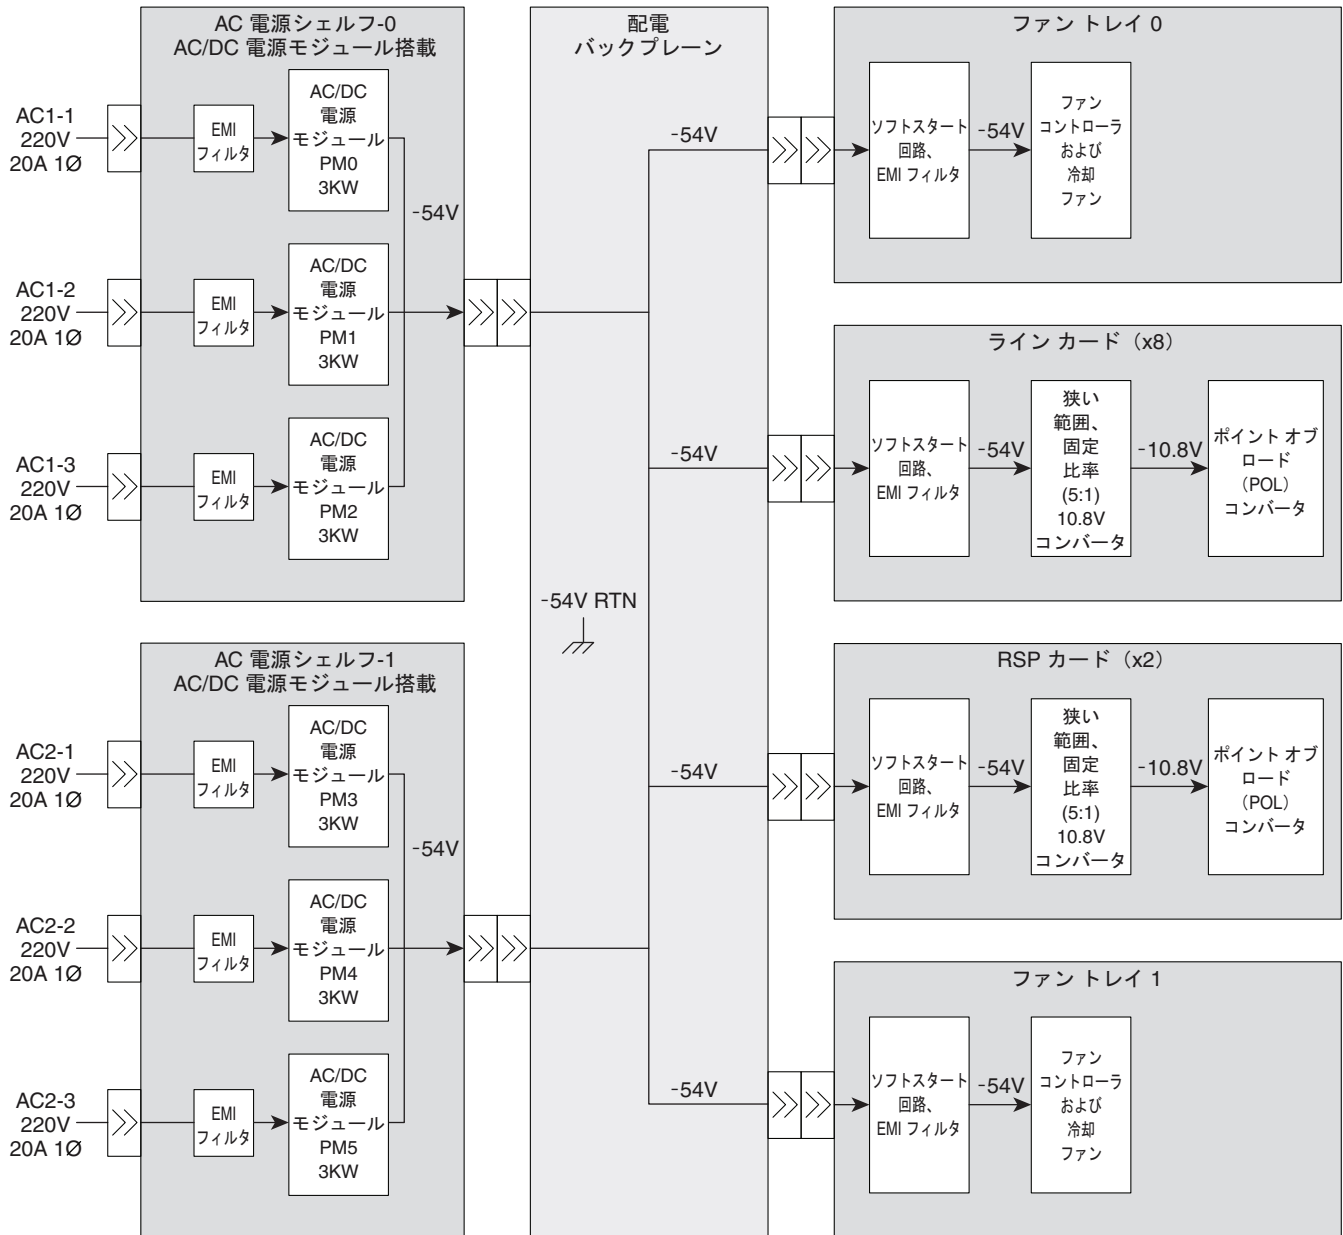 AC 電源シェルフ-0
AC/DC 電源モジュール搭載
AC1-1
220V
20A 1Ø
EMI
フィルタ
AC/DC
電源
モジュール
PM0
3KW
-54V
AC1-2
220V
20A 1Ø
EMI
フィルタ
AC/DC
電源
モジュール
PM1
3KW
AC1-3
220V
20A 1Ø
EMI
フィルタ
AC/DC
電源
モジュール
PM2
3KW
AC 電源シェルフ-1
AC/DC 電源モジュール搭載
AC2-1
220V
20A 1Ø
EMI
フィルタ
AC/DC
電源
モジュール
PM3
3KW
-54V
AC2-2
220V
20A 1Ø
EMI
フィルタ
AC/DC
電源
モジュール
PM4
3KW
AC2-3
220V
20A 1Ø
EMI
フィルタ
AC/DC
電源
モジュール
PM5
3KW
配電
バックプレーン
-54V
-54V
-54V RTN
-54V
-54V
ファン トレイ 0
ソフトスタート
回路、
EMI フィルタ
-54V
ファン
コントローラ
および
冷却
ファン
ライン カード（x8）
ソフトスタート
回路、
EMI フィルタ
-54V
狭い
範囲、
固定
比率
(5:1)
10.8V
コンバータ
-10.8V
ポイント オブ
ロード
（POL）
コンバータ
RSP カード（x2）
ソフトスタート
回路、
EMI フィルタ
-54V
狭い
範囲、
固定
比率
(5:1)
10.8V
コンバータ
-10.8V
ポイント オブ
ロード
（POL）
コンバータ
ファン トレイ 1
ソフトスタート
回路、
EMI フィルタ
-54V
ファン
コントローラ
および
冷却
ファン